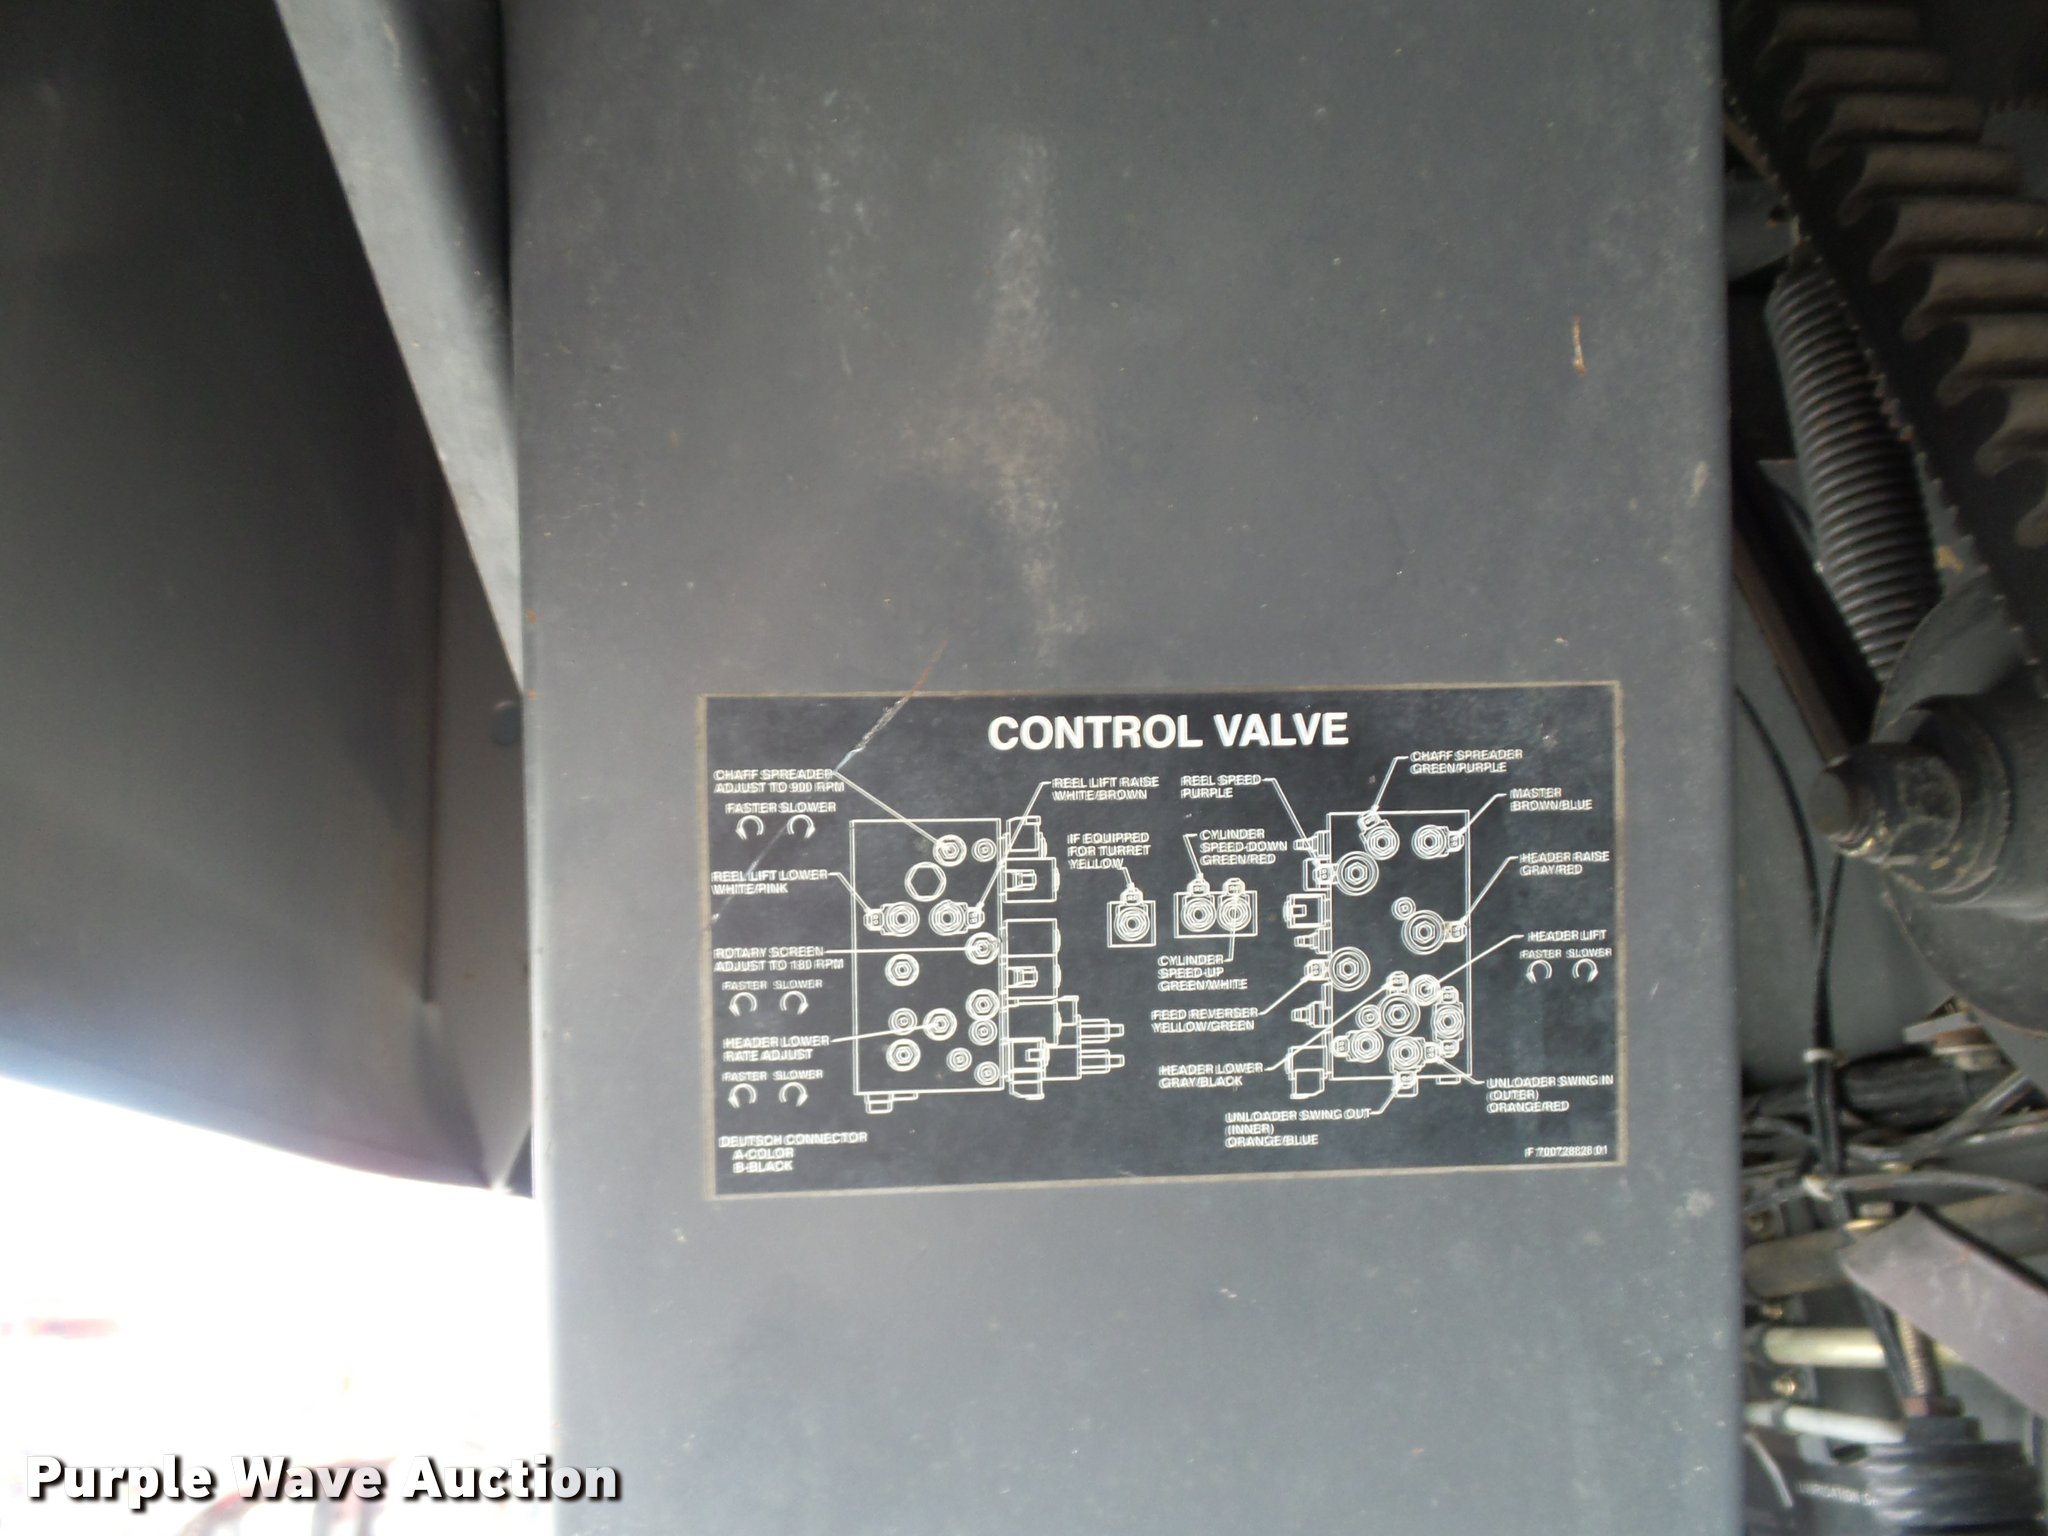 CONTROL VALVE
CHAFF SPREADER
ADJUST TO 900 RPM
FASTER SLOWER
REEL LIFT LOWER
WHITE/PINK
ROTARY SCREEN
ADJUST TO 180 RPM
FASTER SLOWER
HEADER LOWER
RATE ADJUST
FASTER SLOWER
DEUTSCH CONNECTOR
A-COLOR
B-BLACK
REEL LIFT RAISE
WHITE/BROWN
IF EQUIPPED
FOR TURRET
YELLOW
REEL SPEED
PURPLE
CYLINDER
SPEED-DOWN
GREEN/RED
CYLINDER
SPEED-UP
GREEN/WHITE
FEED REVERSER
YELLOW/GREEN
HEADER LOWER
GRAY/BLACK
UNLOADER SWING OUT
(INNER)
ORANGE/BLUE
CHAFF SPREADER
GREEN/PURPLE
MASTER
BROWN/BLUE
HEADER RAISE
GRAY/RED
HEADER LIFT
FASTER SLOWER
UNLOADER SWING IN
(OUTER)
ORANGE/RED
F 700728828 01
Purple Wave Auction